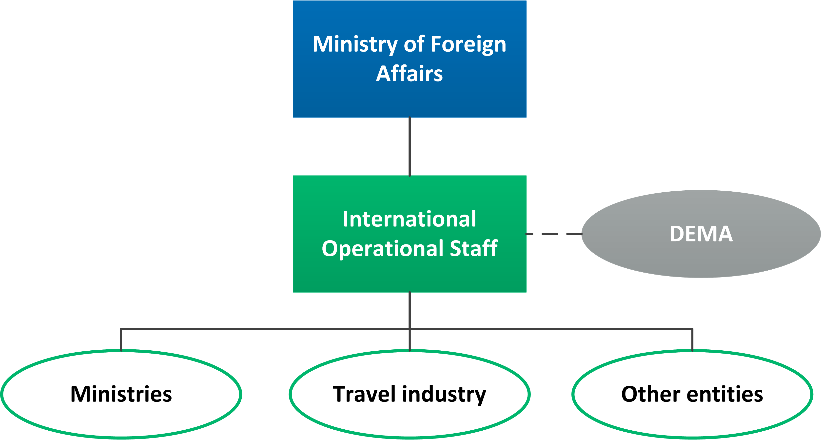 Ministry of Foreign
Affairs
International
Operational Staff
DEMA
Ministries
Travel industry
Other entities